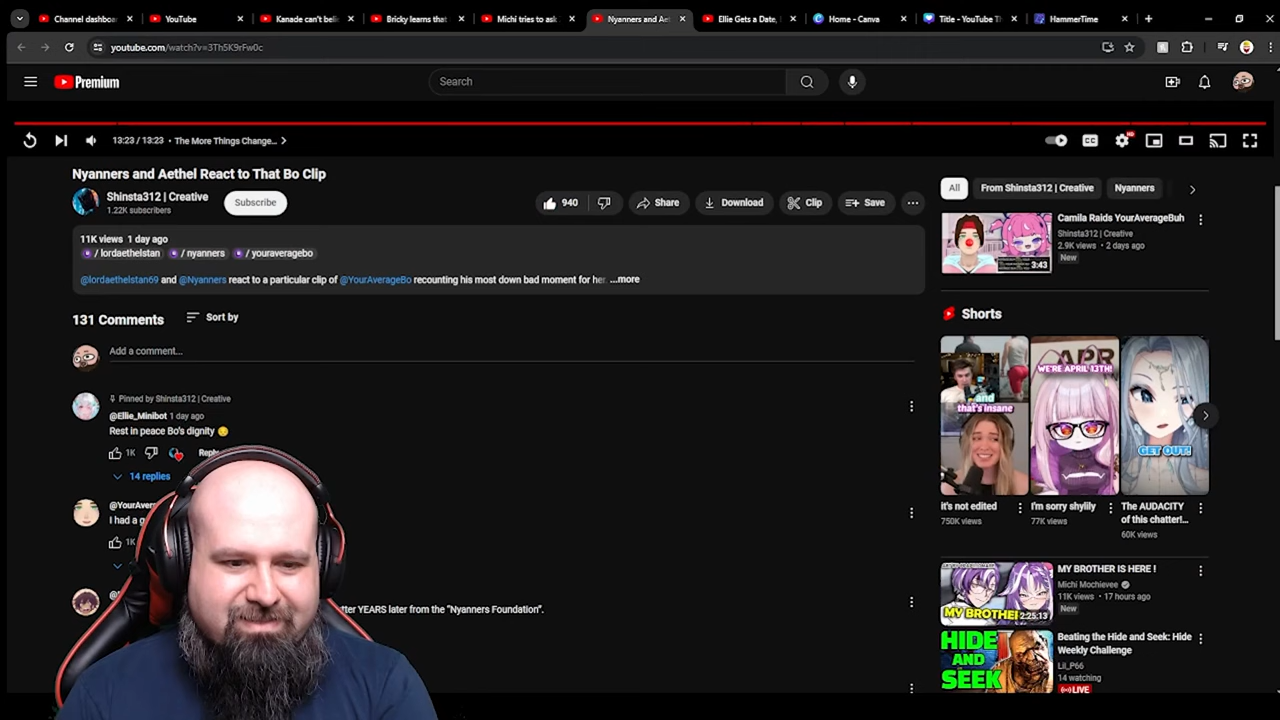 Channel dashboa
YouTube
Kanade can't beli
Bricky learns that
Michi tries to ask
Nyanners and Aet
Ellie Gets a Date,
Home - Canva
Title - YouTube Th
HammerTime
youtube.com/watch?v=3Th5K9rFw0c
Premium
Search
13:23 / 13:23 • The More Things Change...
CC
HD
Nyanners and Aethel React to That Bo Clip
Shinsta312 | Creative
1.22K subscribers
Subscribe
940
Share
Download
Clip
Save
11K views 1 day ago
/ lordaethelstan / nyanners / youraveragebo
@lordaethelstan69 and @Nyanners react to a particular clip of @YourAverageBo recounting his most down bad moment for her ...more
131 Comments
Sort by
Add a comment...
Pinned by Shinsta312 | Creative
@Ellie_Minibot 1 day ago
Rest in peace Bo's dignity 😔
1K
Reply
14 replies
@YourAver
I had a g
1K
tter YEARS later from the "Nyanners Foundation".
All
From Shinsta312 | Creative
Nyanners
Camila Raids YourAverageBuh
Shinsta312 | Creative
2.9K views • 2 days ago
New
3:43
Shorts
and
that's insane
APR
WE'RE APRIL 13TH!
GET OUT!
it's not edited
750K views
I'm sorry shylily
77K views
The AUDACITY
of this chatter!...
60K views
MY BROTHER
2:25:13
MY BROTHER IS HERE !
Michi Mochievee
11K views • 17 hours ago
New
HIDE
AND
SEEK
Beating the Hide and Seek: Hide
Weekly Challenge
Lil_P66
14 watching
LIVE